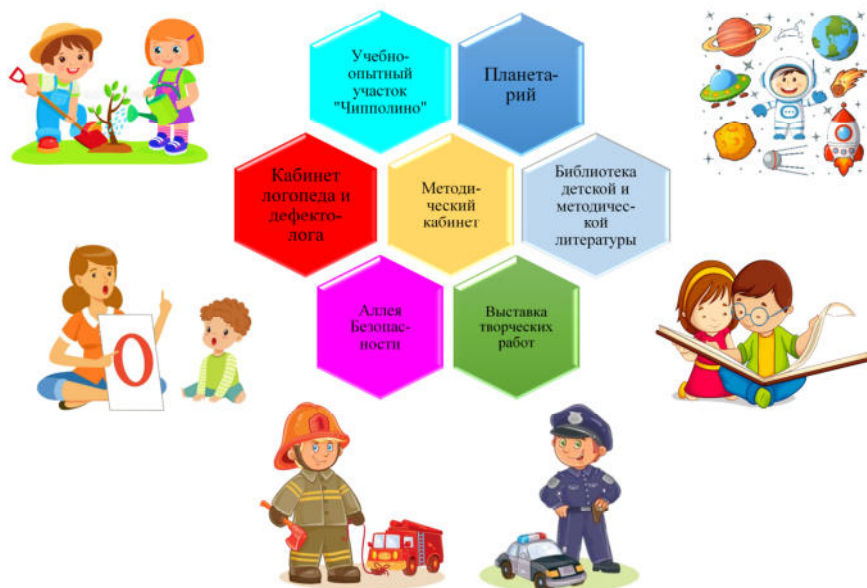 Учебно-
опытный
участок
"Чипполино"
Планета-
рий
Кабинет
логопеда и
дефекто-
лога
Методи-
ческий
кабинет
Библиотека
детской и
методичес-
кой
литературы
Аллея
Безопас-
ности
Выставка
творческих
работ
О